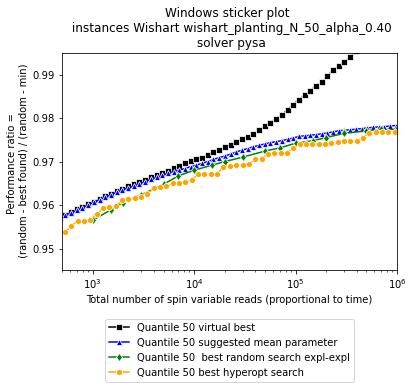 Windows sticker plot
instances Wishart wishart_planting_N_50_alpha_0.40
solver pysa
Performance ratio =
(random - best found) / (random - min)
0.99
0.98
0.97
0.96
0.95
10³
10⁴
10⁵
10⁶
Total number of spin variable reads (proportional to time)
Quantile 50 virtual best
Quantile 50 suggested mean parameter
Quantile 50  best random search expl-expl
Quantile 50 best hyperopt search